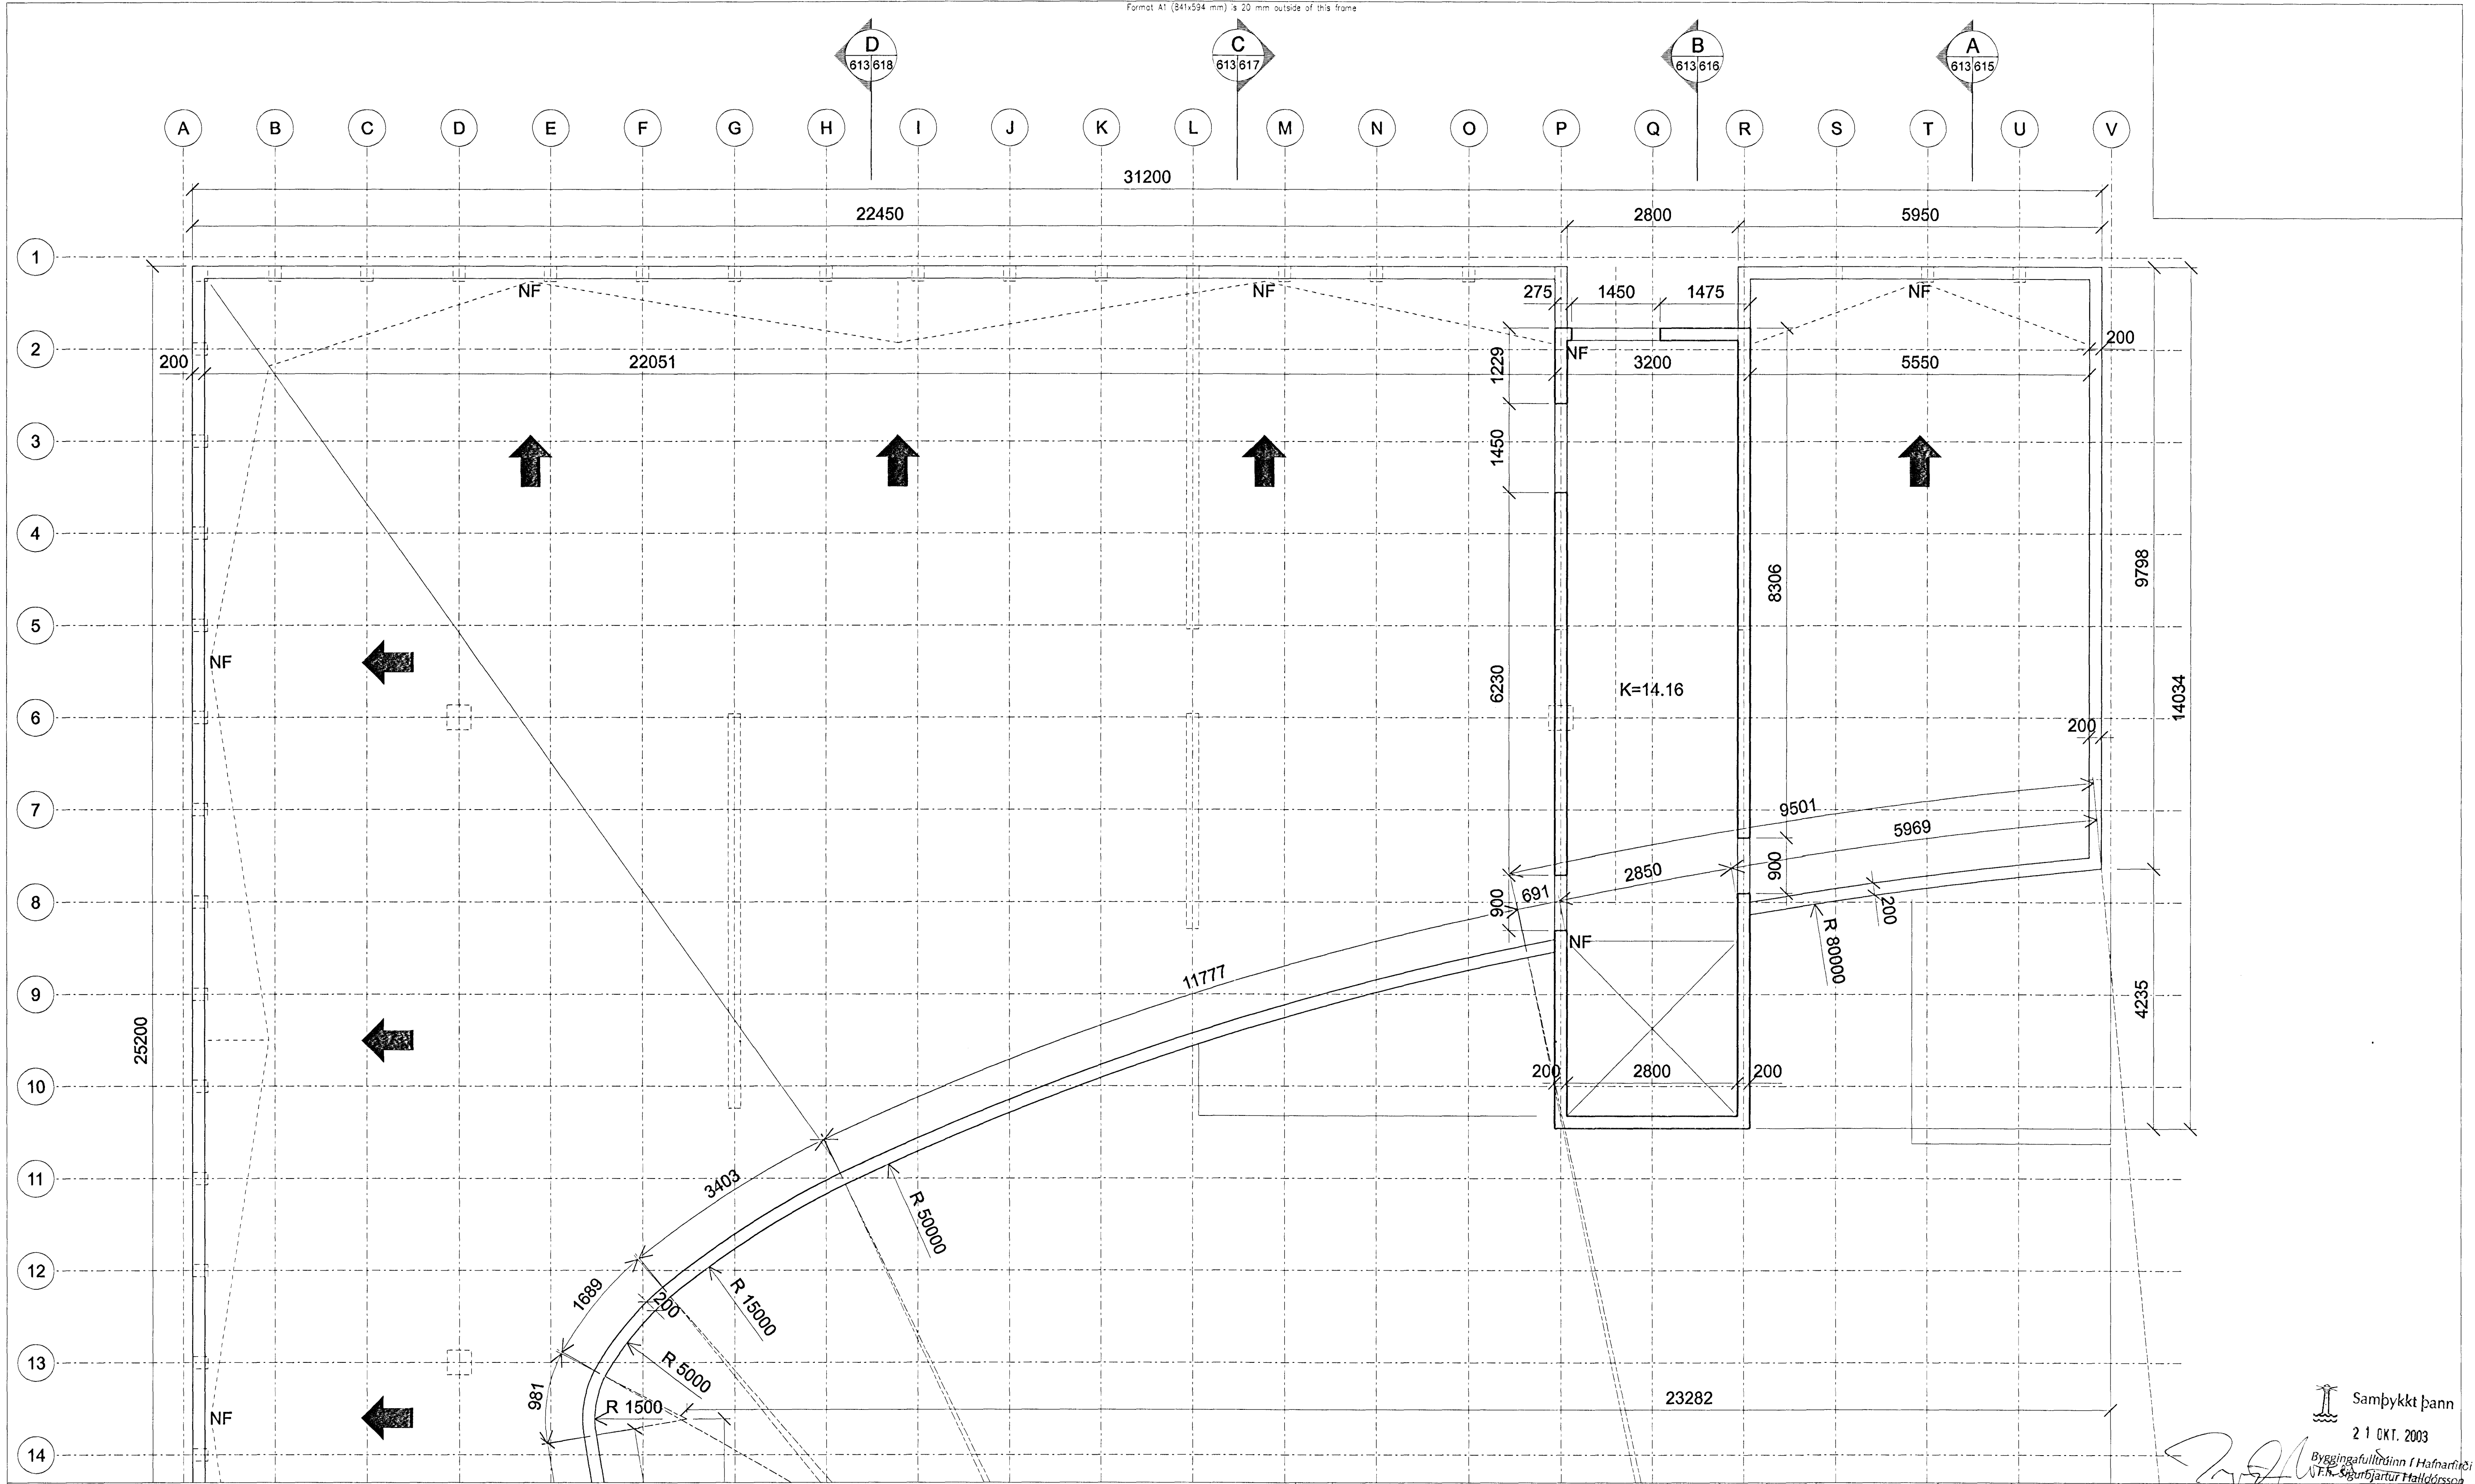 Format A1 (841x594 mm) is 20 mm outside of this frame
D
613 618
C
613 617
B
613 616
A
613 615
A B C D E F G H I J K L M N O P Q R S T U V
31200
22450 2800 5950
1
NF NF 275 1450 1475 NF
2
200 22051 1229 NF 3200 5550 200
3
1450
4
9798
8306
5
NF
6230 K=14.16 14034
6
200
7
9501
5969
900
2850
691
8
900 200
NF R 80000
11777
9
25200 4235
10
200 2800 200
11
3403
R 50000
12
1689
200 R 15000
13
R 5000
981
R 1500 23282
NF
14
Samþykkt þann
21 OKT. 2003
Byggingafulltrúinn í Hafnarfirði
F.h. Sigurbjartur Halldórsson